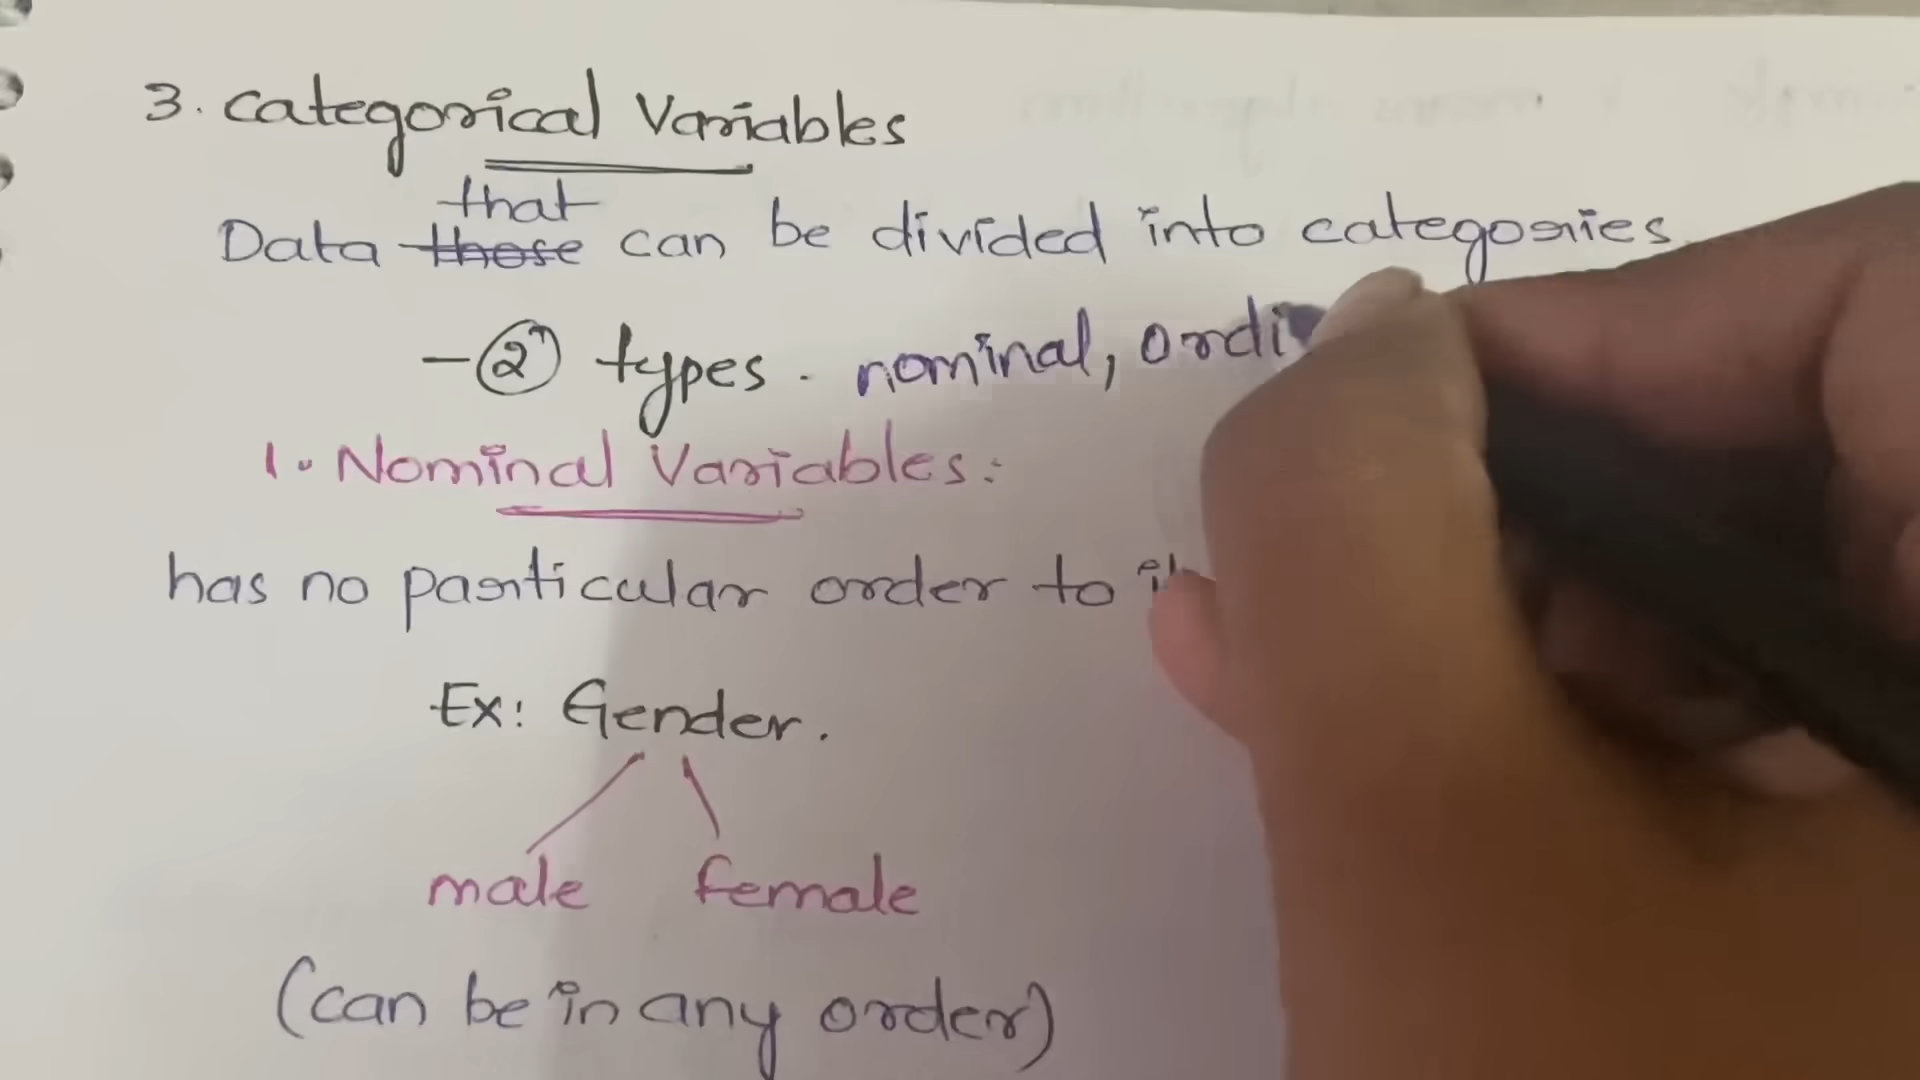 3. Categorical Variables
that
Data those can be divided into categories
- 2 types. nominal, ordi
1. Nominal Variables:
has no particular order to
Ex: Gender.
male female
(can be in any order)